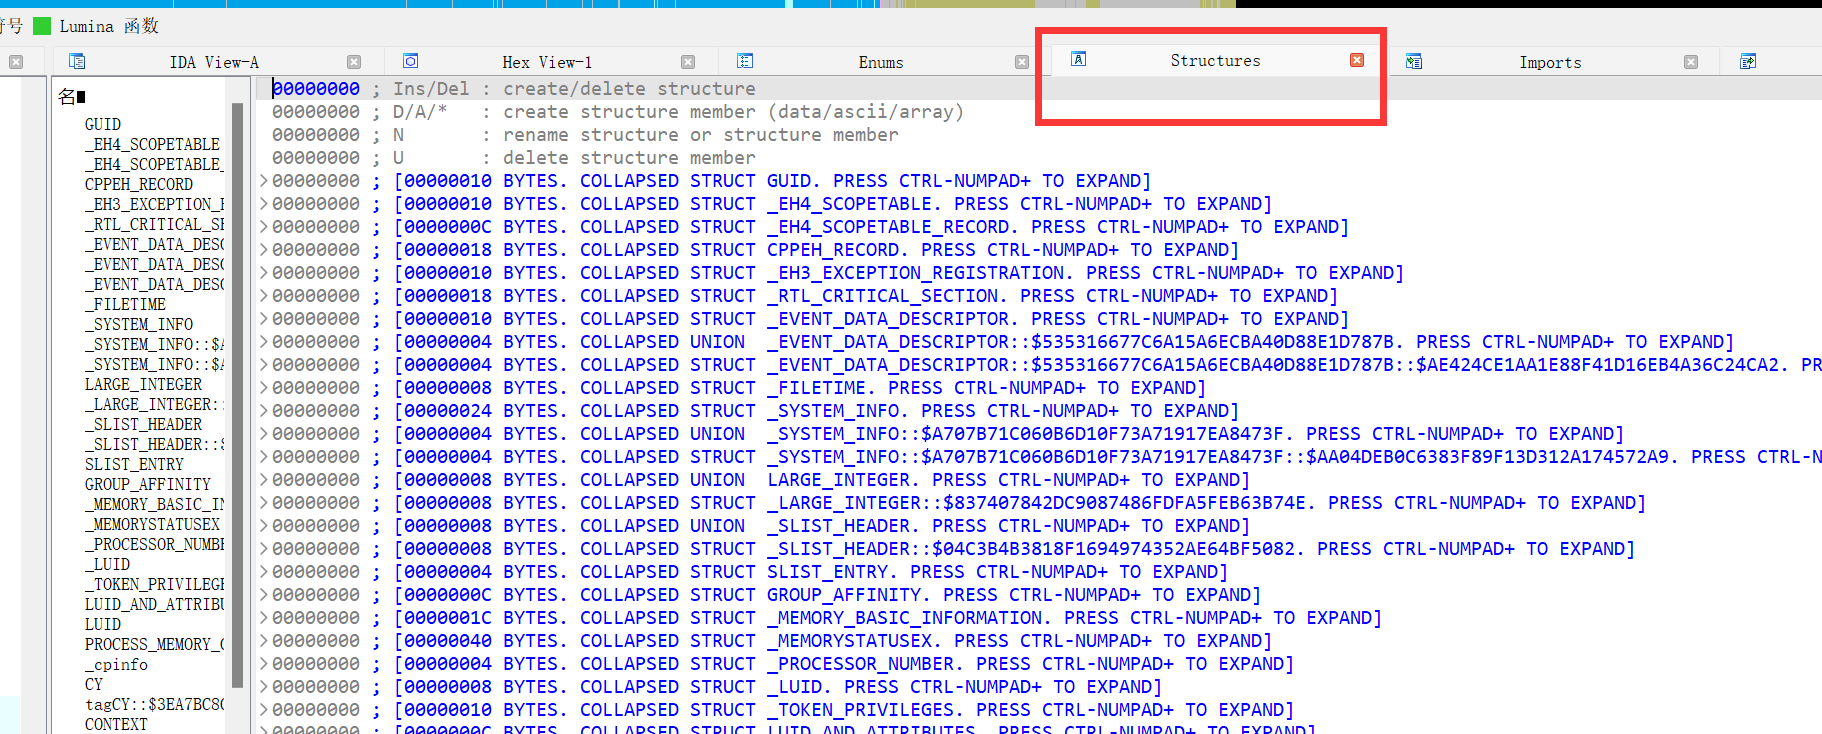 Lumina 函数
IDA View-A
Hex View-1
Enums
Structures
Imports
名
GUID
_EH4_SCOPETABLE
_EH4_SCOPETABLE_
CPPEH_RECORD
_EH3_EXCEPTION_
_RTL_CRITICAL_SE
_EVENT_DATA_DESC
_EVENT_DATA_DESC
_EVENT_DATA_DESC
_FILETIME
_SYSTEM_INFO
_SYSTEM_INFO::$A
_SYSTEM_INFO::$A
LARGE_INTEGER
_LARGE_INTEGER::
_SLIST_HEADER
_SLIST_HEADER::$
SLIST_ENTRY
GROUP_AFFINITY
_MEMORY_BASIC_IN
_MEMORYSTATUSEX
_PROCESSOR_NUMBE
_LUID
_TOKEN_PRIVILEGE
LUID_AND_ATTRIBU
LUID
PROCESS_MEMORY_C
_cpinfo
CY
tagCY::$3EA7BC8C
CONTEXT
00000000 ; Ins/Del : create/delete structure
00000000 ; D/A/*   : create structure member (data/ascii/array)
00000000 ; N       : rename structure or structure member
00000000 ; U       : delete structure member
00000000 ; [00000010 BYTES. COLLAPSED STRUCT GUID. PRESS CTRL-NUMPAD+ TO EXPAND]
00000000 ; [00000010 BYTES. COLLAPSED STRUCT _EH4_SCOPETABLE. PRESS CTRL-NUMPAD+ TO EXPAND]
00000000 ; [0000000C BYTES. COLLAPSED STRUCT _EH4_SCOPETABLE_RECORD. PRESS CTRL-NUMPAD+ TO EXPAND]
00000000 ; [00000018 BYTES. COLLAPSED STRUCT CPPEH_RECORD. PRESS CTRL-NUMPAD+ TO EXPAND]
00000000 ; [00000010 BYTES. COLLAPSED STRUCT _EH3_EXCEPTION_REGISTRATION. PRESS CTRL-NUMPAD+ TO EXPAND]
00000000 ; [00000018 BYTES. COLLAPSED STRUCT _RTL_CRITICAL_SECTION. PRESS CTRL-NUMPAD+ TO EXPAND]
00000000 ; [00000010 BYTES. COLLAPSED STRUCT _EVENT_DATA_DESCRIPTOR. PRESS CTRL-NUMPAD+ TO EXPAND]
00000000 ; [00000004 BYTES. COLLAPSED UNION  _EVENT_DATA_DESCRIPTOR::$535316677C6A15A6ECBA40D88E1D787B. PRESS CTRL-NUMPAD+ TO EXPAND]
00000000 ; [00000004 BYTES. COLLAPSED STRUCT _EVENT_DATA_DESCRIPTOR::$535316677C6A15A6ECBA40D88E1D787B::$AE424CE1AA1E88F41D16EB4A36C24CA2. PR
00000000 ; [00000008 BYTES. COLLAPSED STRUCT _FILETIME. PRESS CTRL-NUMPAD+ TO EXPAND]
00000000 ; [00000024 BYTES. COLLAPSED STRUCT _SYSTEM_INFO. PRESS CTRL-NUMPAD+ TO EXPAND]
00000000 ; [00000004 BYTES. COLLAPSED UNION  _SYSTEM_INFO::$A707B71C060B6D10F73A71917EA8473F. PRESS CTRL-NUMPAD+ TO EXPAND]
00000000 ; [00000004 BYTES. COLLAPSED STRUCT _SYSTEM_INFO::$A707B71C060B6D10F73A71917EA8473F::$AA04DEB0C6383F89F13D312A174572A9. PRESS CTRL-N
00000000 ; [00000008 BYTES. COLLAPSED UNION  LARGE_INTEGER. PRESS CTRL-NUMPAD+ TO EXPAND]
00000000 ; [00000008 BYTES. COLLAPSED STRUCT _LARGE_INTEGER::$837407842DC9087486FDFA5FEB63B74E. PRESS CTRL-NUMPAD+ TO EXPAND]
00000000 ; [00000008 BYTES. COLLAPSED UNION  _SLIST_HEADER. PRESS CTRL-NUMPAD+ TO EXPAND]
00000000 ; [00000008 BYTES. COLLAPSED STRUCT _SLIST_HEADER::$04C3B4B3818F1694974352AE64BF5082. PRESS CTRL-NUMPAD+ TO EXPAND]
00000000 ; [00000004 BYTES. COLLAPSED STRUCT SLIST_ENTRY. PRESS CTRL-NUMPAD+ TO EXPAND]
00000000 ; [0000000C BYTES. COLLAPSED STRUCT GROUP_AFFINITY. PRESS CTRL-NUMPAD+ TO EXPAND]
00000000 ; [0000001C BYTES. COLLAPSED STRUCT _MEMORY_BASIC_INFORMATION. PRESS CTRL-NUMPAD+ TO EXPAND]
00000000 ; [00000040 BYTES. COLLAPSED STRUCT _MEMORYSTATUSEX. PRESS CTRL-NUMPAD+ TO EXPAND]
00000000 ; [00000004 BYTES. COLLAPSED STRUCT _PROCESSOR_NUMBER. PRESS CTRL-NUMPAD+ TO EXPAND]
00000000 ; [00000008 BYTES. COLLAPSED STRUCT _LUID. PRESS CTRL-NUMPAD+ TO EXPAND]
00000000 ; [00000010 BYTES. COLLAPSED STRUCT _TOKEN_PRIVILEGES. PRESS CTRL-NUMPAD+ TO EXPAND]
00000000 ; [0000000C BYTES. COLLAPSED STRUCT LUID_AND_ATTRIBUTES. PRESS CTRL-NUMPAD+ TO EXPAND]